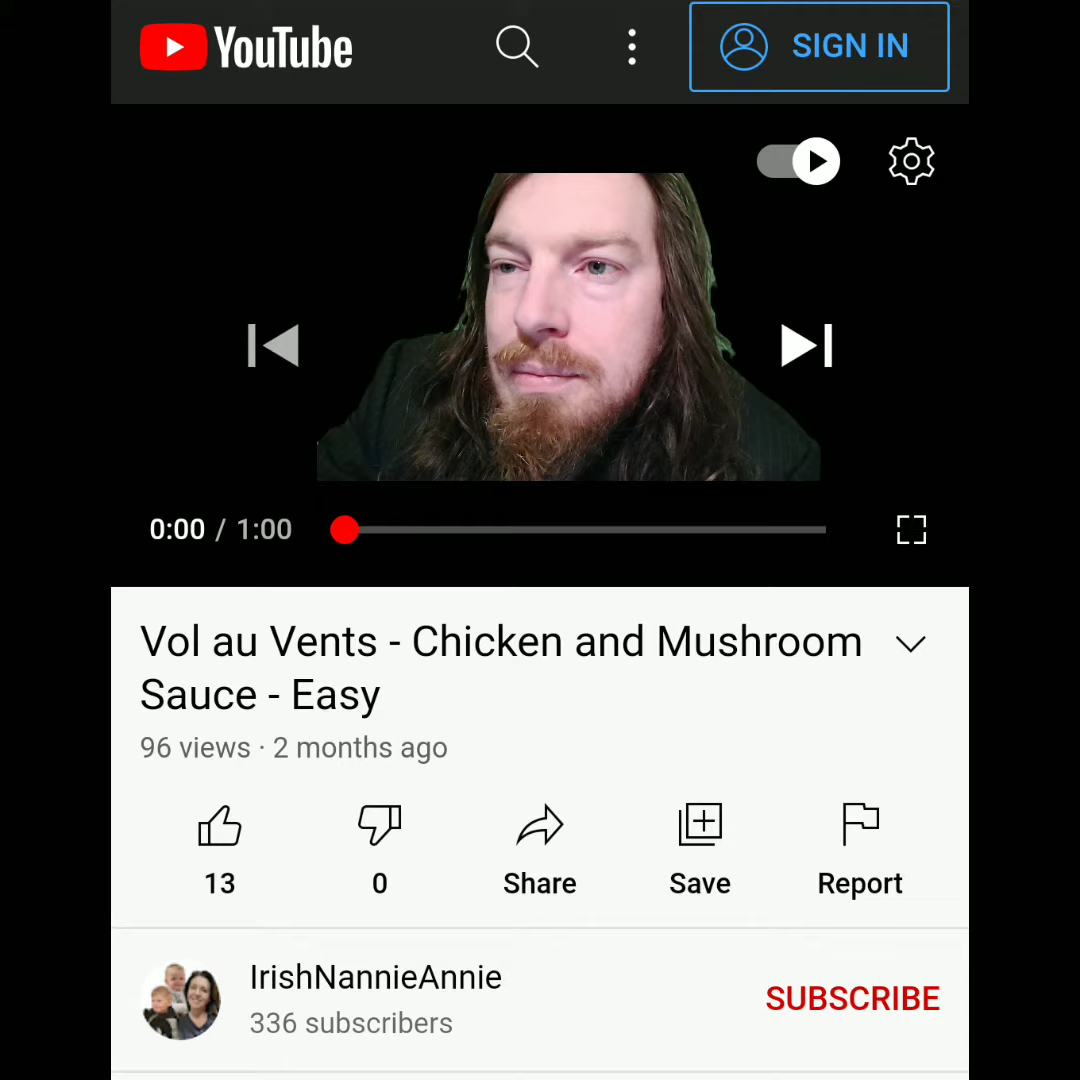 YouTube
SIGN IN
0:00 / 1:00
Vol au Vents - Chicken and Mushroom
Sauce - Easy
96 views · 2 months ago
13
0
Share
Save
Report
IrishNannieAnnie
336 subscribers
SUBSCRIBE